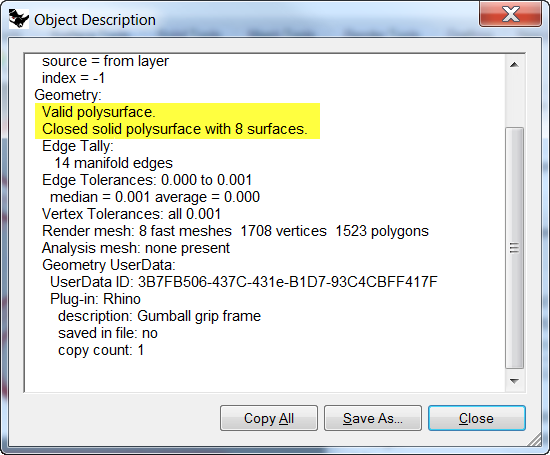 Object Description
source = from layer
index = -1
Geometry:
Valid polysurface.
Closed solid polysurface with 8 surfaces.
Edge Tally:
14 manifold edges
Edge Tolerances: 0.000 to 0.001
median = 0.001 average = 0.000
Vertex Tolerances: all 0.001
Render mesh: 8 fast meshes 1708 vertices 1523 polygons
Analysis mesh: none present
Geometry UserData:
UserData ID: 3B7FB506-437C-431e-B1D7-93C4CBFF417F
Plug-in: Rhino
description: Gumball grip frame
saved in file: no
copy count: 1
Copy All Save As... Close